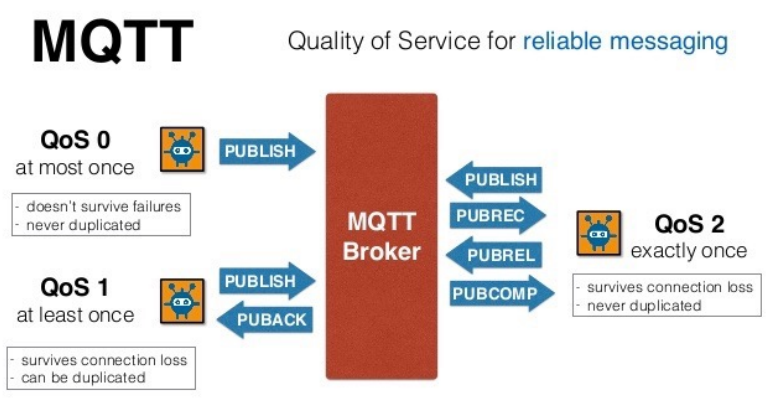 MQTT
Quality of Service for reliable messaging
QoS 0
at most once
- doesn't survive failures
- never duplicated
PUBLISH
QoS 1
at least once
- survives connection loss
- can be duplicated
PUBLISH
PUBACK
MQTT
Broker
PUBLISH
PUBREC
PUBREL
PUBCOMP
QoS 2
exactly once
- survives connection loss
- never duplicated